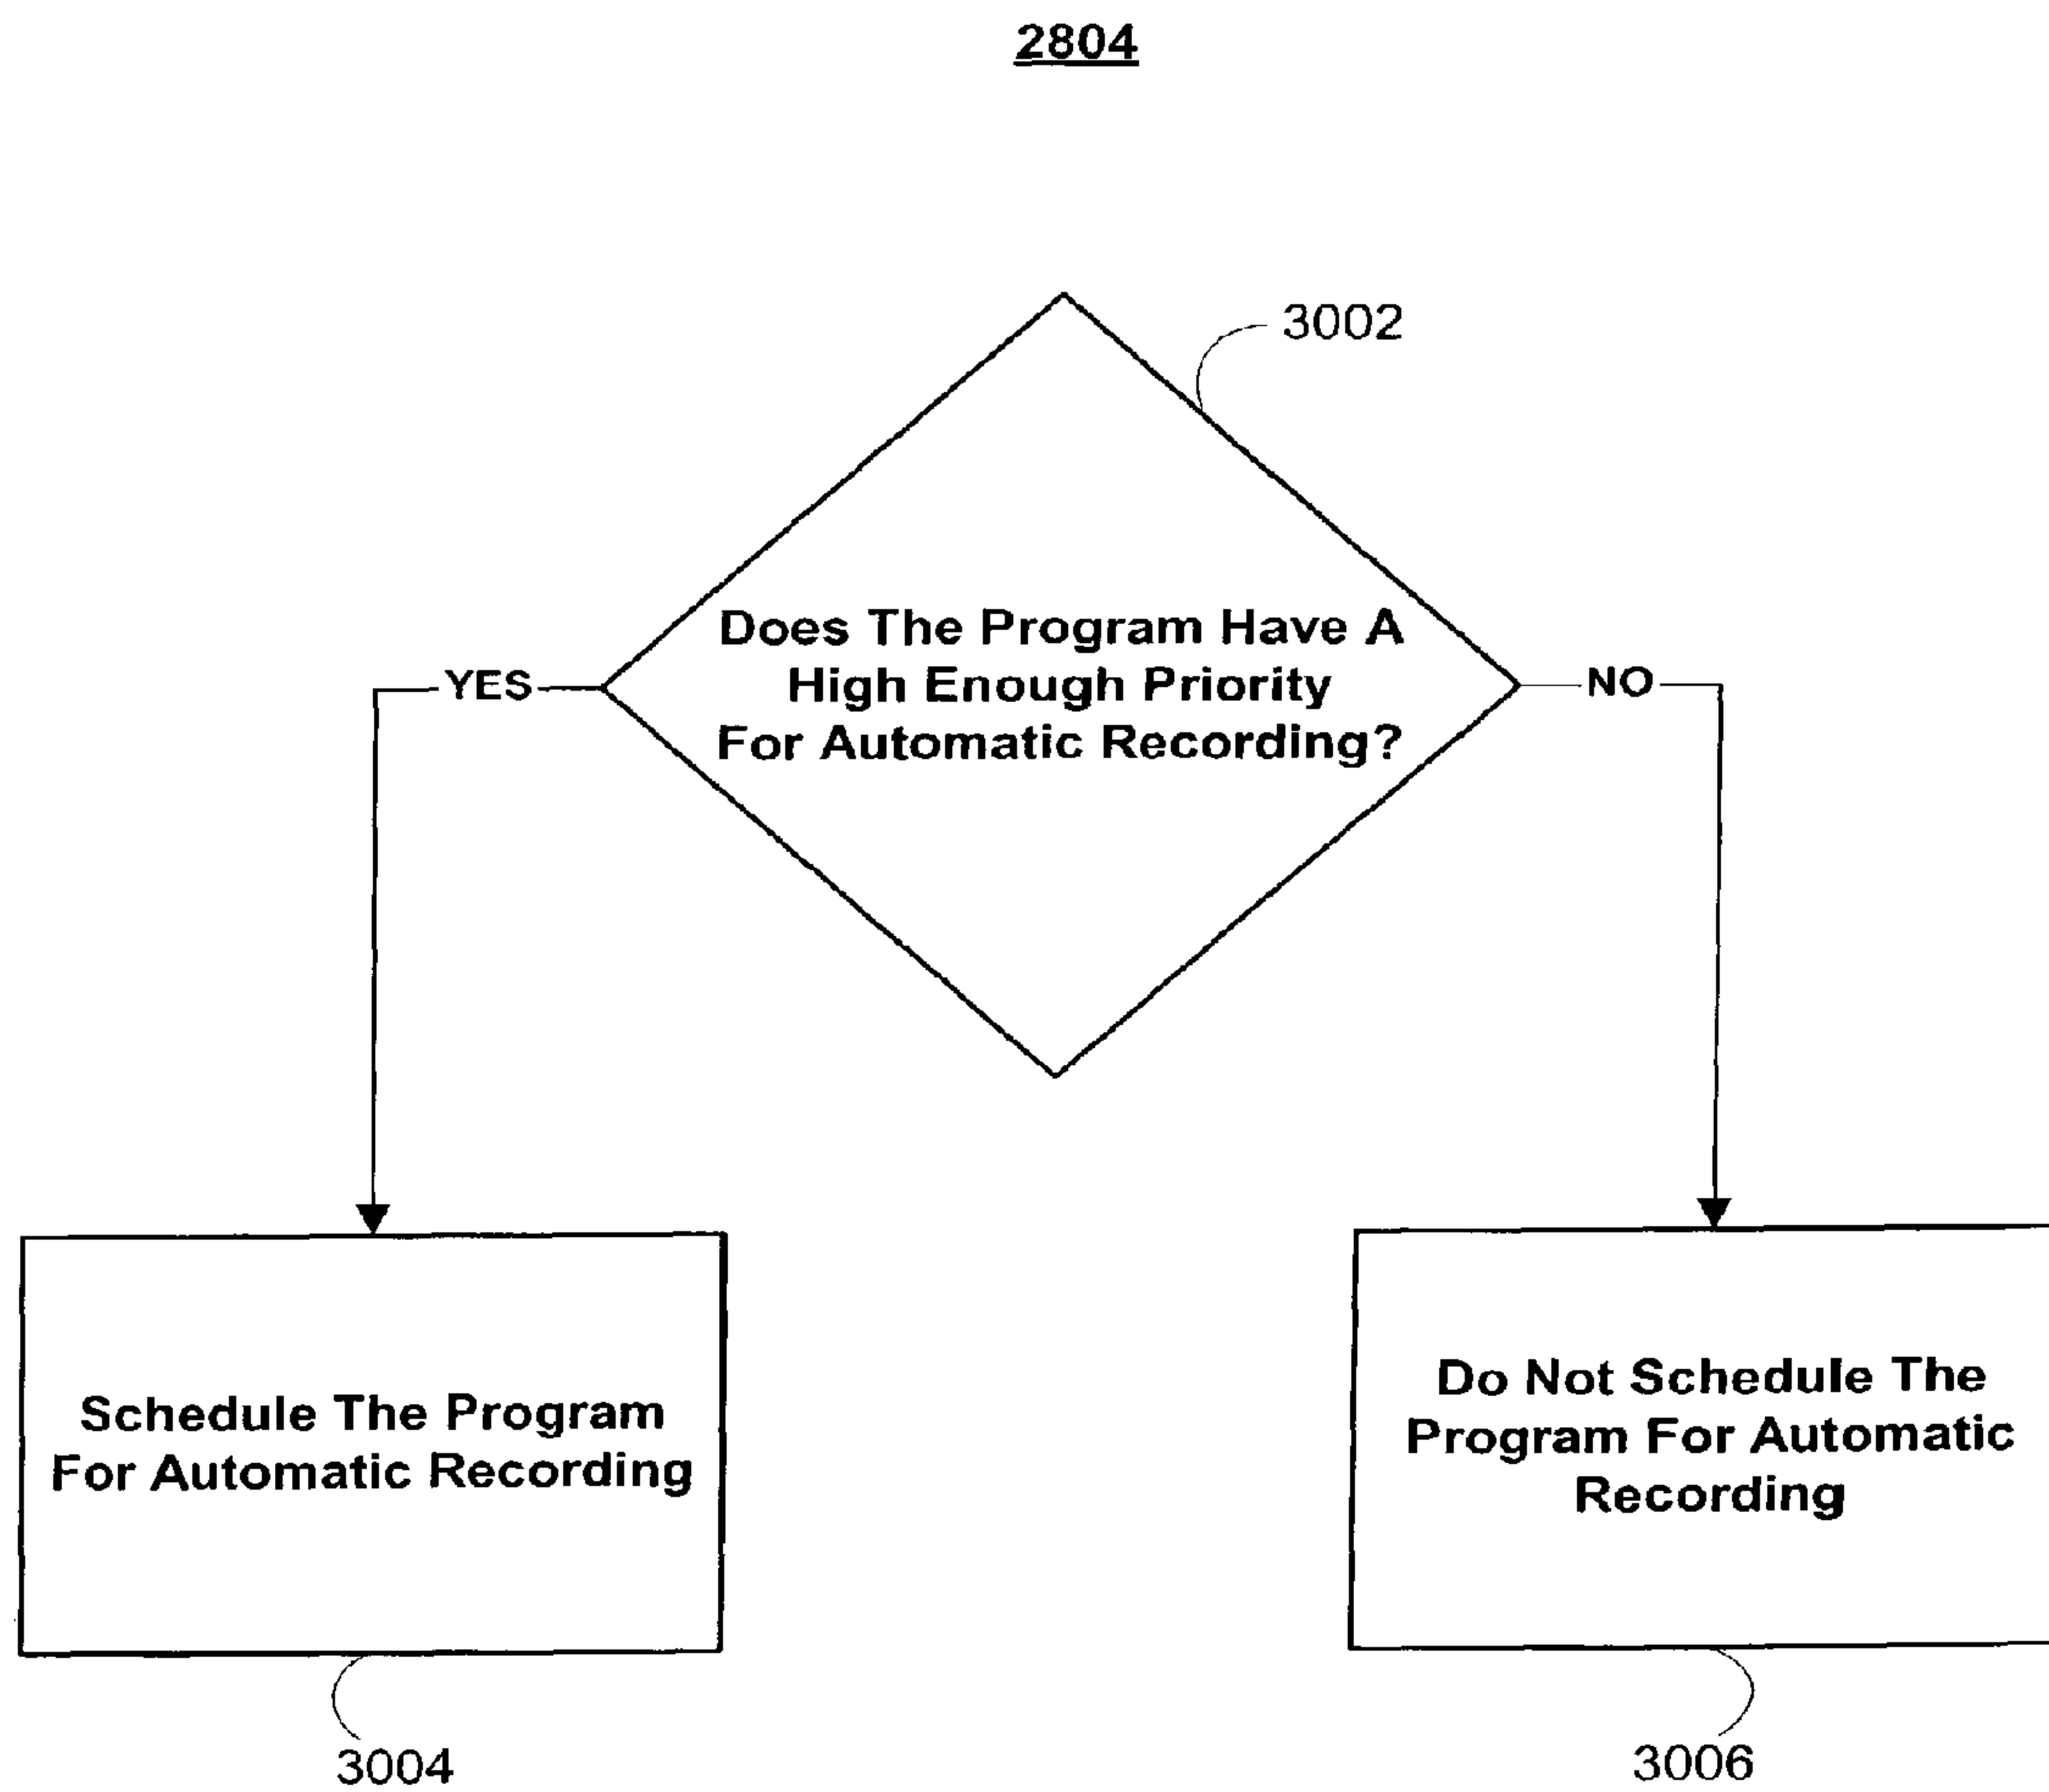 2804
3002
Does The Program Have A
High Enough Priority
For Automatic Recording?
YES
NO
Schedule The Program
For Automatic Recording
Do Not Schedule The
Program For Automatic
Recording
3004
3006